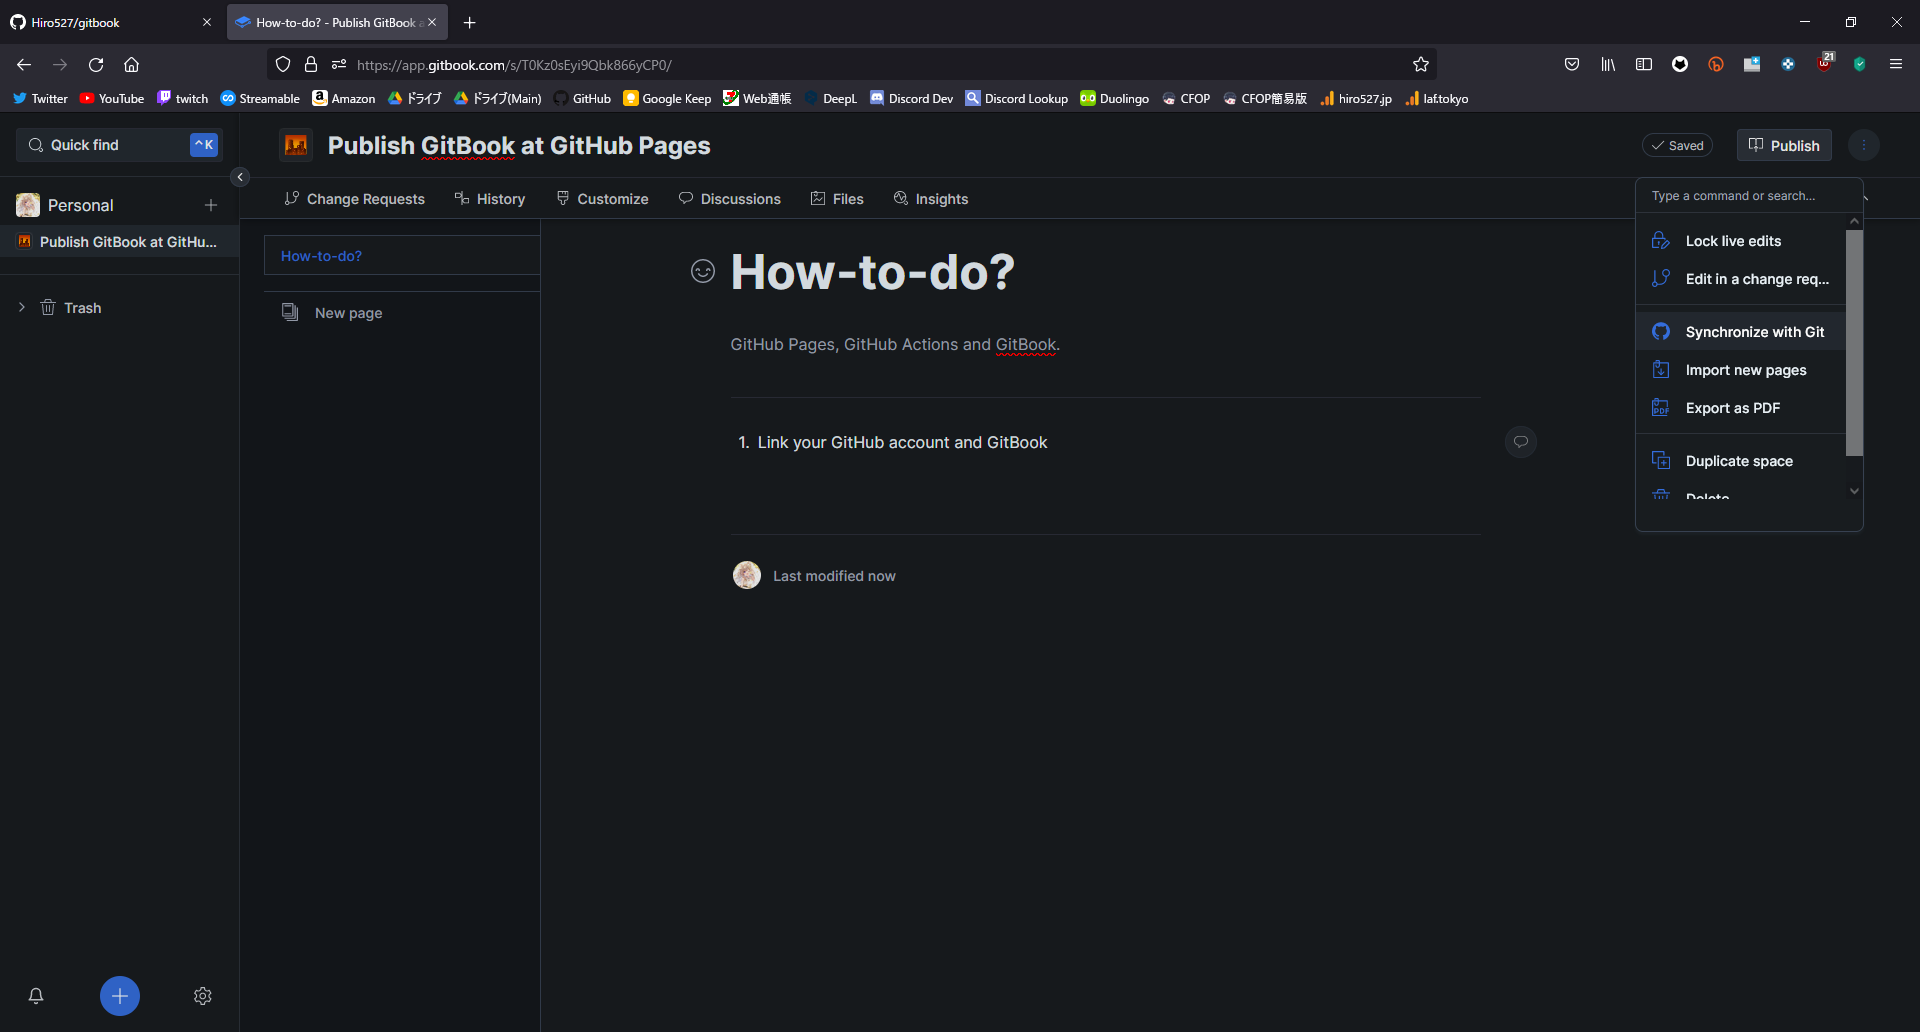 Hiro527/gitbook
How-to-do? - Publish GitBook a
https://app.gitbook.com/s/T0Kz0sEyi9Qbk866yCP0/
21
Twitter YouTube twitch Streamable Amazon ドライブ ドライブ(Main) GitHub Google Keep Web通帳 DeepL Discord Dev Discord Lookup Duolingo CFOP CFOP簡易版 hiro527.jp laf.tokyo
Quick find ^K
Publish GitBook at GitHub Pages
Saved
Publish
Personal
Publish GitBook at GitHu...
Trash
Change Requests History Customize Discussions Files Insights
How-to-do?
New page
How-to-do?
GitHub Pages, GitHub Actions and GitBook.
1. Link your GitHub account and GitBook
Last modified now
Type a command or search...
Lock live edits
Edit in a change req...
Synchronize with Git
Import new pages
PDF Export as PDF
Duplicate space
Delete